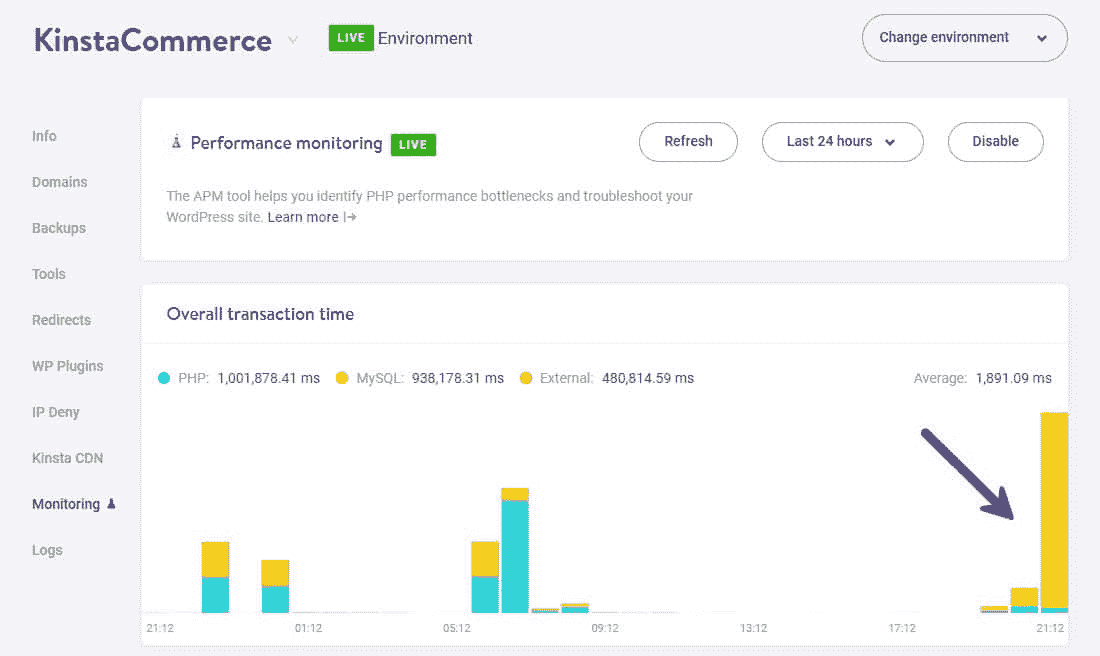 KinstaCommerce
LIVE Environment
Change environment
Info
Domains
Backups
Tools
Redirects
WP Plugins
IP Deny
Kinsta CDN
Monitoring
Logs
Performance monitoring LIVE
Refresh
Last 24 hours
Disable
The APM tool helps you identify PHP performance bottlenecks and troubleshoot your
WordPress site. Learn more
Overall transaction time
PHP: 1,001,878.41 ms MySQL: 938,178.31 ms External: 480,814.59 ms Average: 1,891.09 ms
21:12 01:12 05:12 09:12 13:12 17:12 21:12